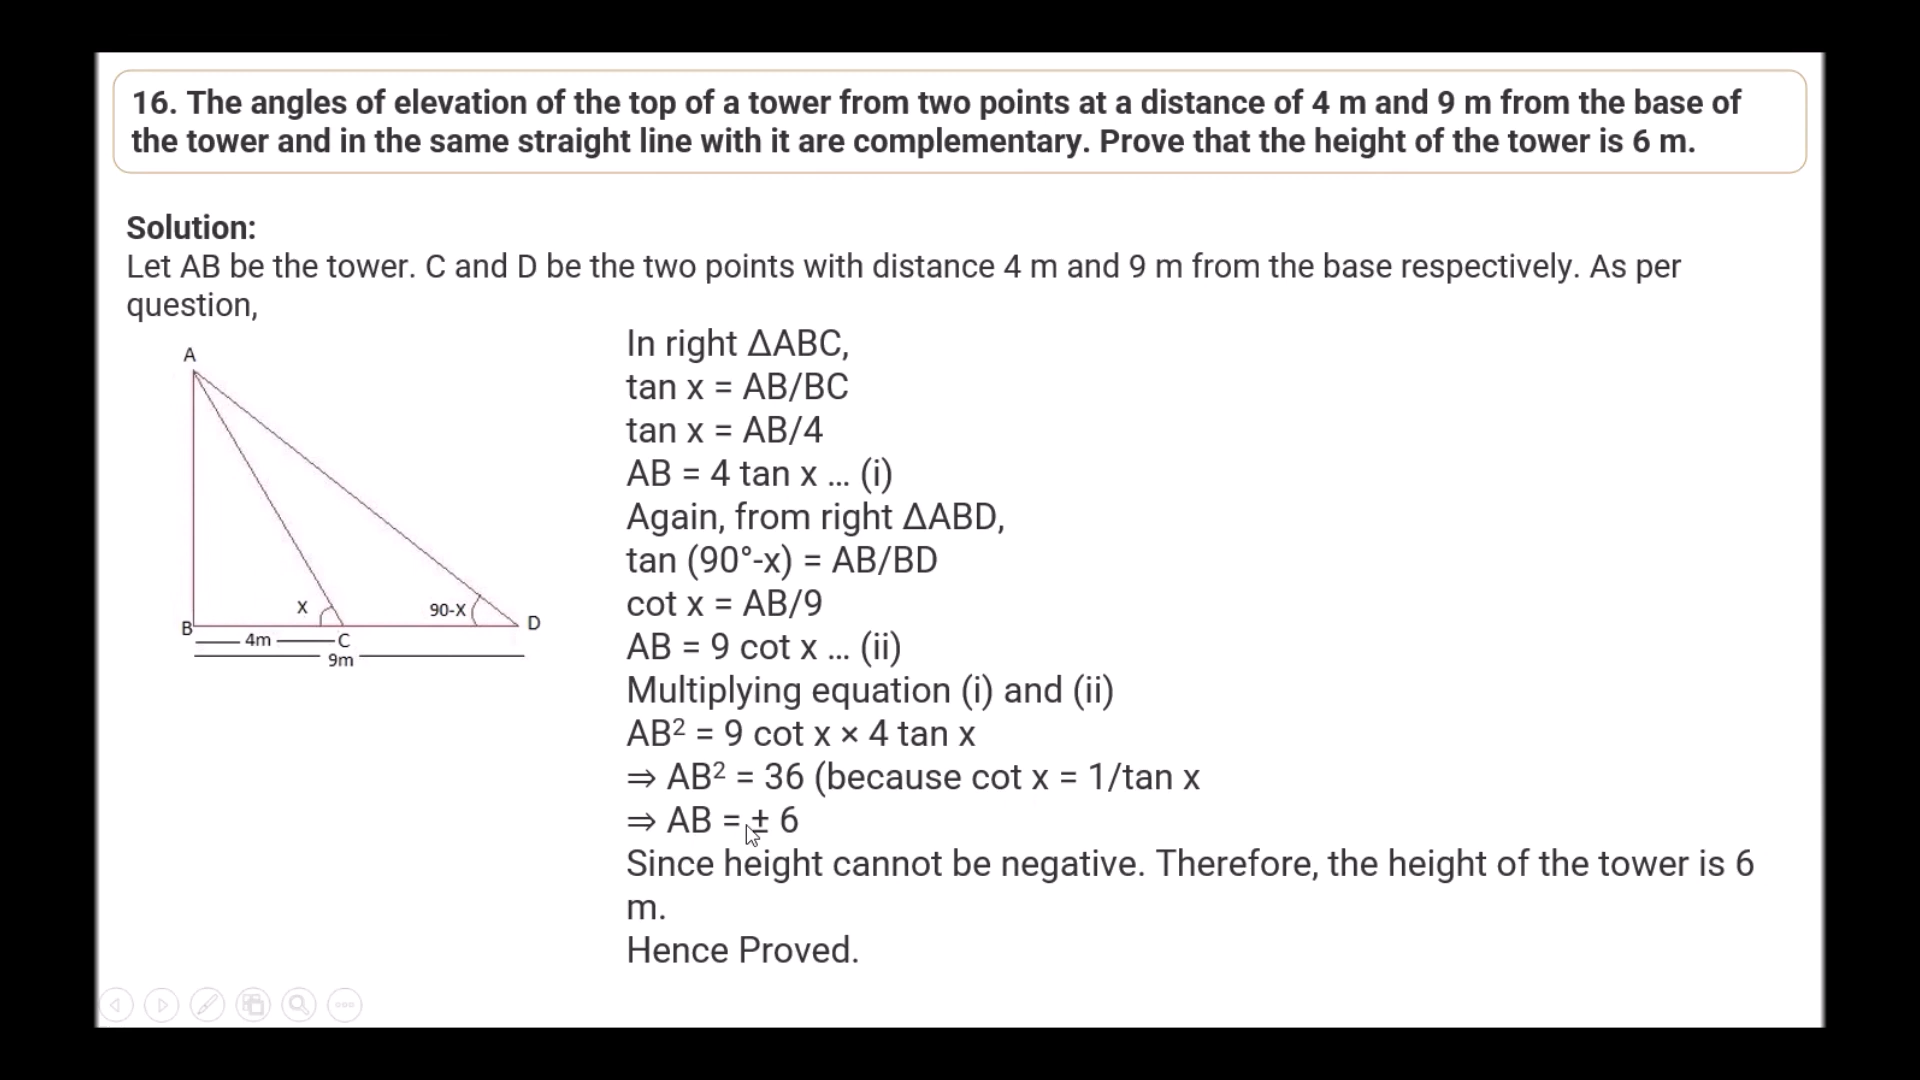 16. The angles of elevation of the top of a tower from two points at a distance of 4 m and 9 m from the base of
the tower and in the same straight line with it are complementary. Prove that the height of the tower is 6 m.
Solution:
Let AB be the tower. C and D be the two points with distance 4 m and 9 m from the base respectively. As per
question,
A
X
90-X
B
D
4m
C
9m
In right ΔABC,
tan x = AB/BC
tan x = AB/4
AB = 4 tan x … (i)
Again, from right ΔABD,
tan (90°-x) = AB/BD
cot x = AB/9
AB = 9 cot x … (ii)
Multiplying equation (i) and (ii)
AB² = 9 cot x × 4 tan x
⇒ AB² = 36 (because cot x = 1/tan x
⇒ AB = ± 6
Since height cannot be negative. Therefore, the height of the tower is 6
m.
Hence Proved.